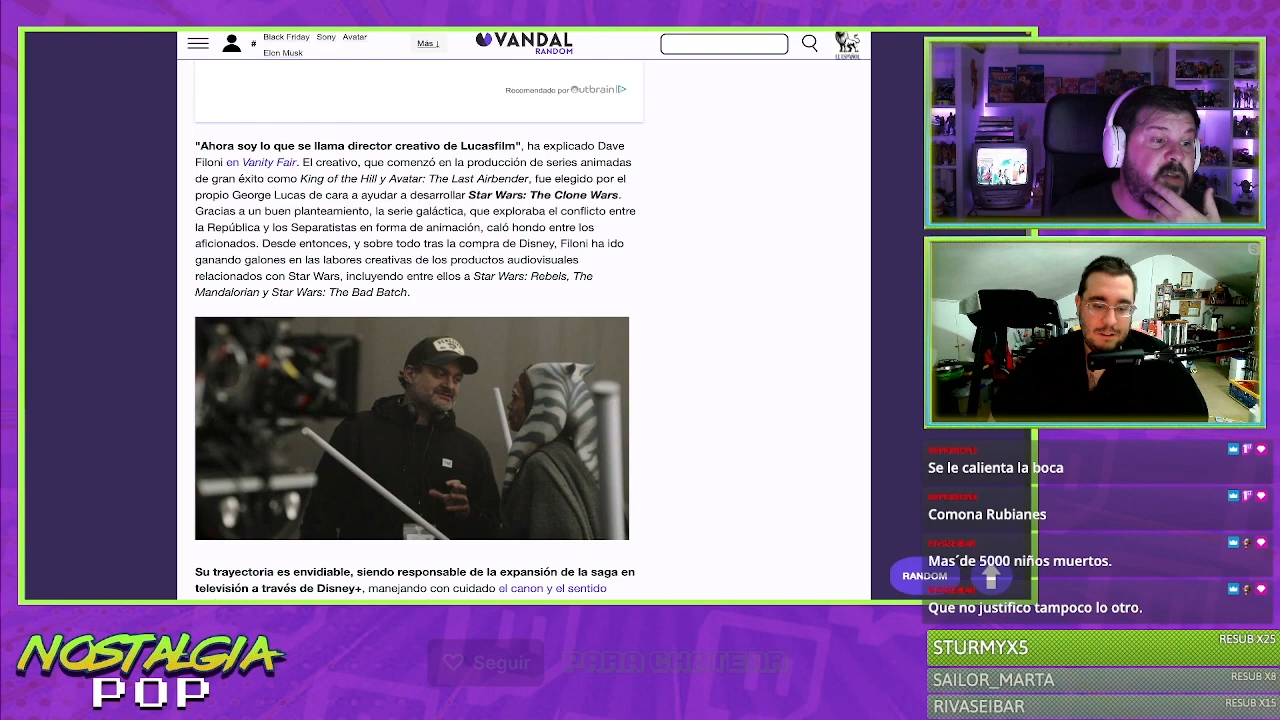 Black Friday Sony Avatar
#
Elon Musk
Más ↓
VANDAL
RANDOM
EL ESPAÑOL
Recomendado por Outbrain
"Ahora soy lo que se llama director creativo de Lucasfilm", ha explicado Dave
Filoni en Vanity Fair. El creativo, que comenzó en la producción de series animadas
de gran éxito como King of the Hill y Avatar: The Last Airbender, fue elegido por el
propio George Lucas de cara a ayudar a desarrollar Star Wars: The Clone Wars.
Gracias a un buen planteamiento, la serie galáctica, que exploraba el conflicto entre
la República y los Separatistas en forma de animación, caló hondo entre los
aficionados. Desde entonces, y sobre todo tras la compra de Disney, Filoni ha ido
ganando galones en las labores creativas de los productos audiovisuales
relacionados con Star Wars, incluyendo entre ellos a Star Wars: Rebels, The
Mandalorian y Star Wars: The Bad Batch.
Su trayectoria es envidiable, siendo responsable de la expansión de la saga en
televisión a través de Disney+, manejando con cuidado el canon y el sentido
RANDOM
Se le calienta la boca
Comona Rubianes
RIVASEIBAR
Mas´de 5000 niños muertos.
Que no justifico tampoco lo otro.
STURMYX5 RESUB X25
SAILOR_MARTA RESUB X8
RIVASEIBAR RESUB X15
NOSTALGIA
POP
Seguir
PARA CHATEAR